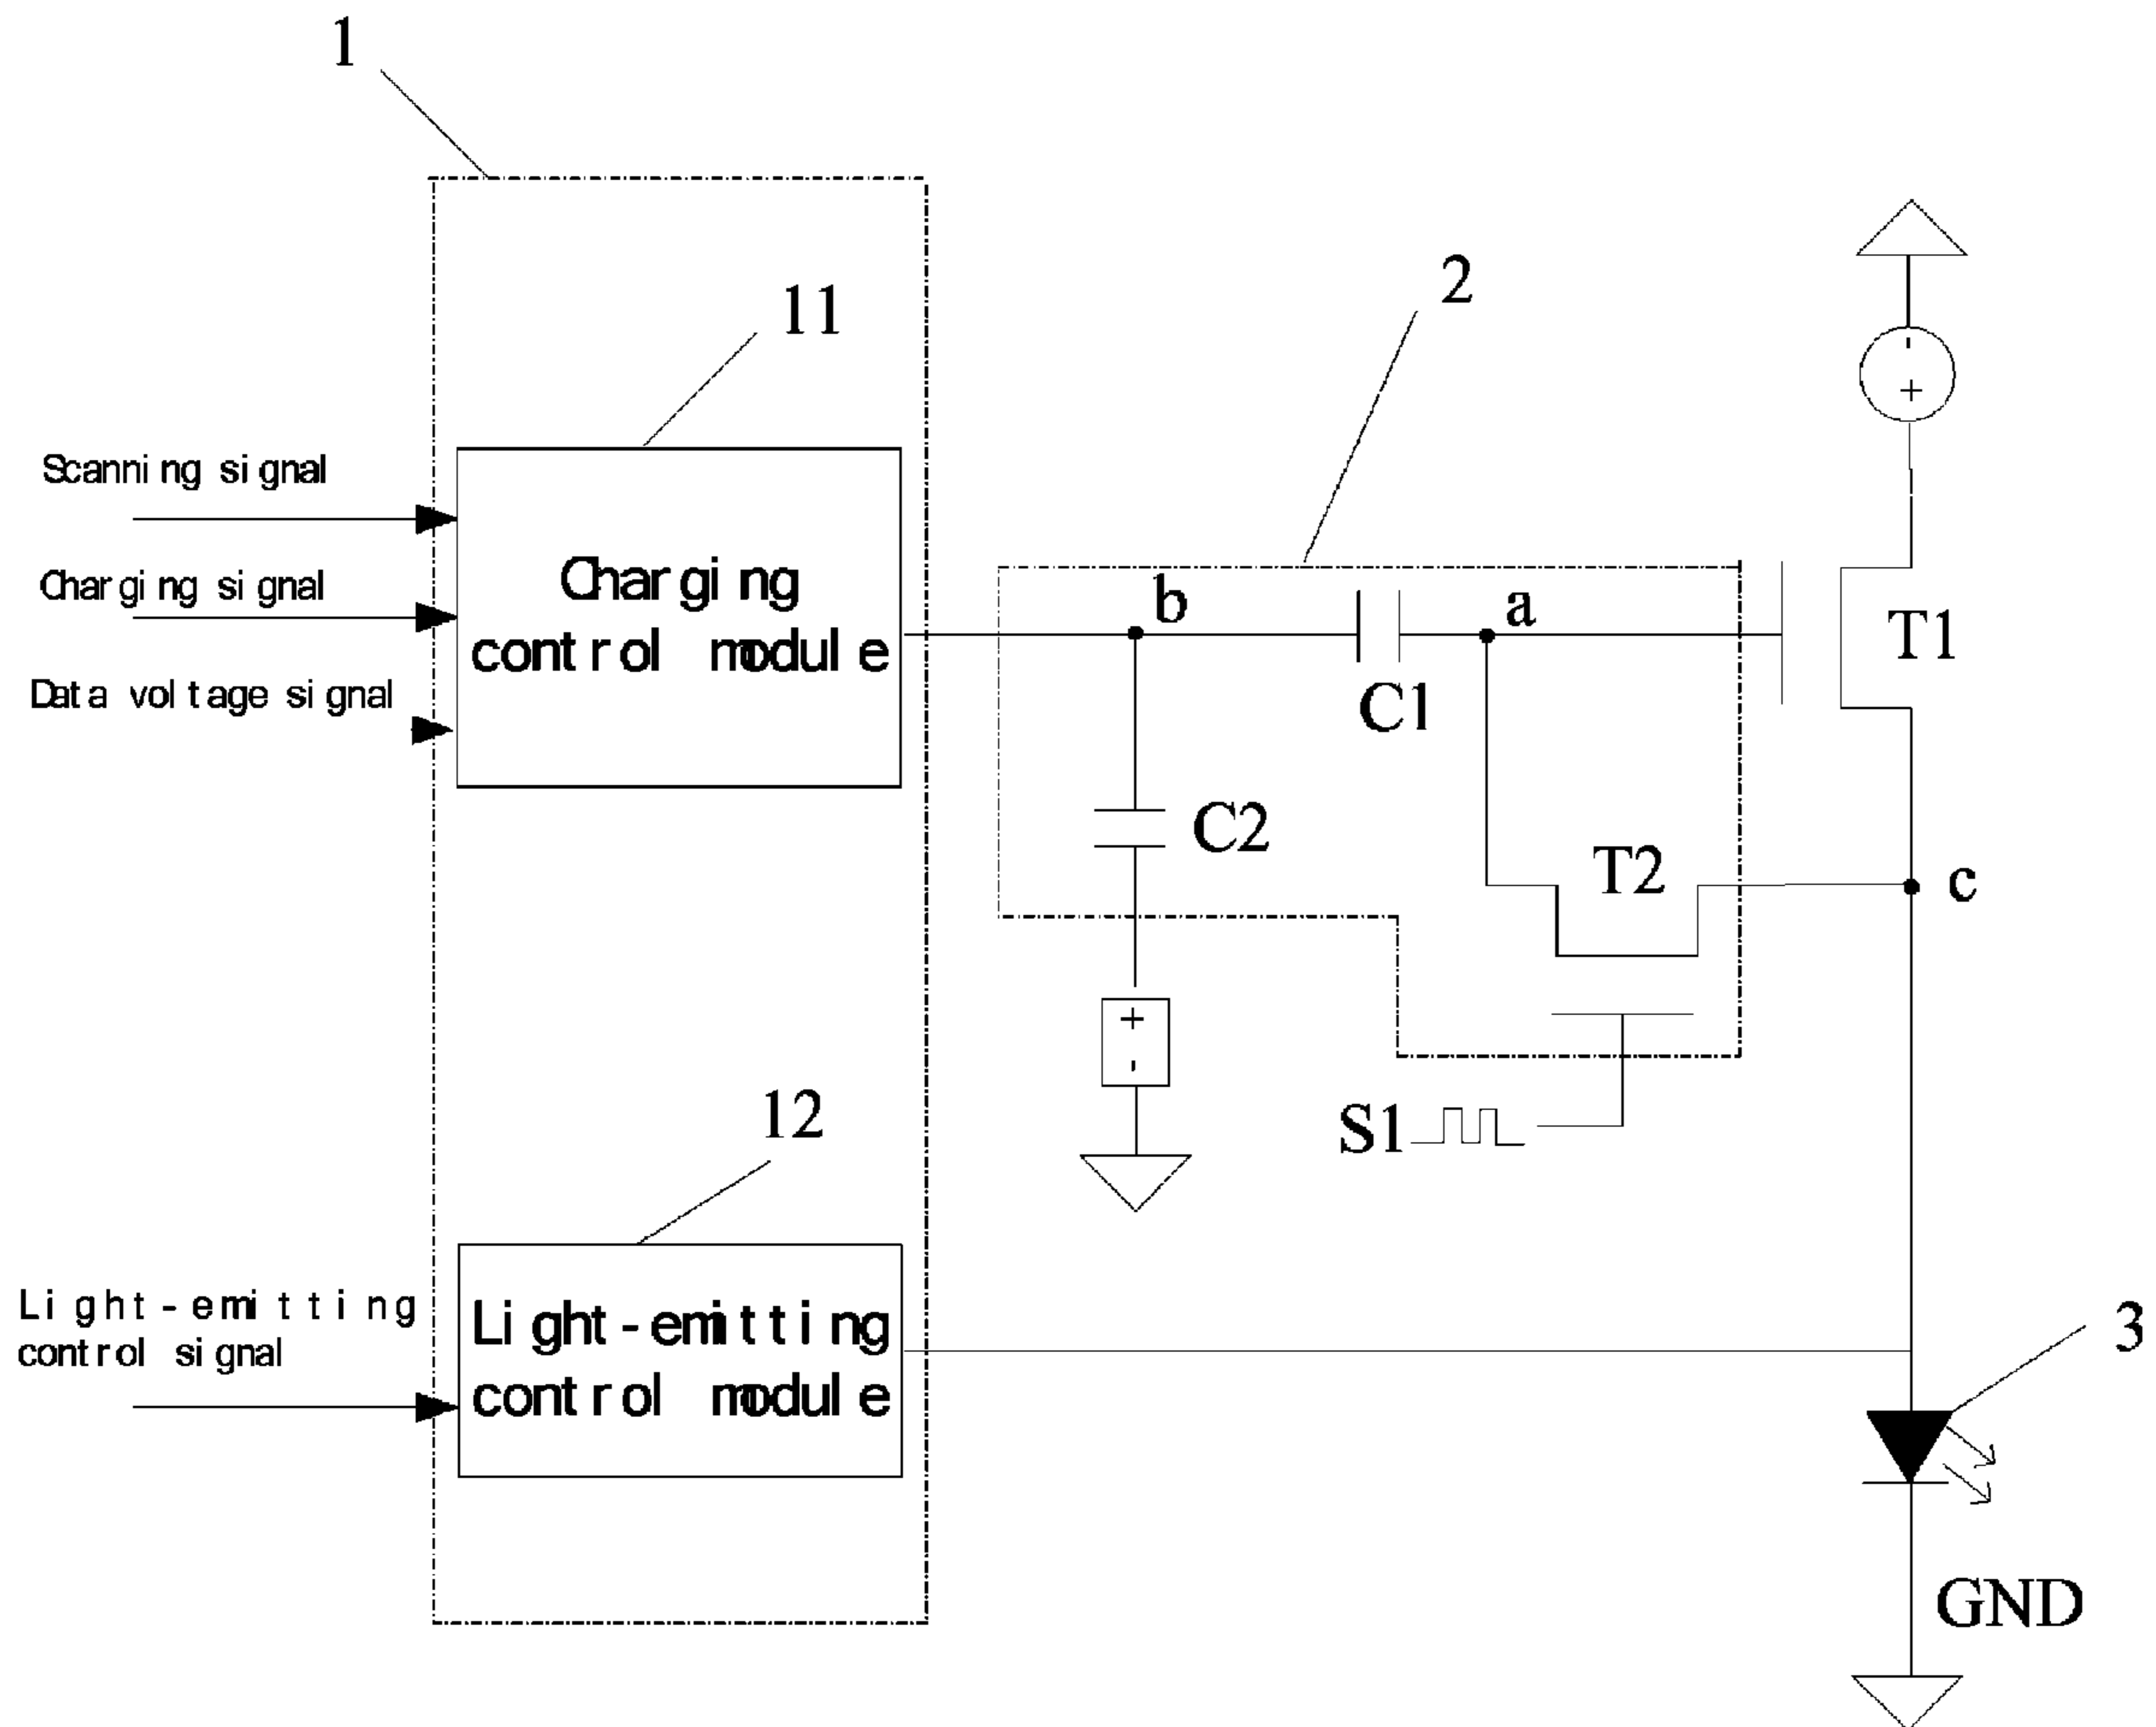 1
11
2
Scanning signal
Charging signal
Data voltage signal
Charging
control module
b
a
C1
T1
C2
T2
c
+
-
-
+
S1
12
Light-emitting
control signal
Light-emitting
control module
3
GND